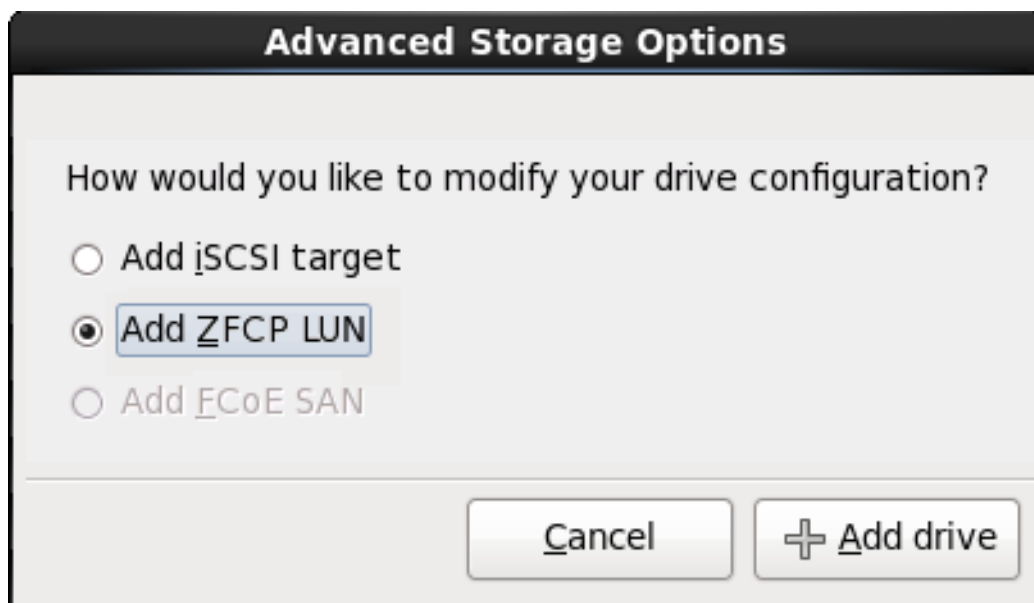 Advanced Storage Options
How would you like to modify your drive configuration?
Add iSCSI target
Add ZFCP LUN
Add FCoE SAN
Cancel
Add drive